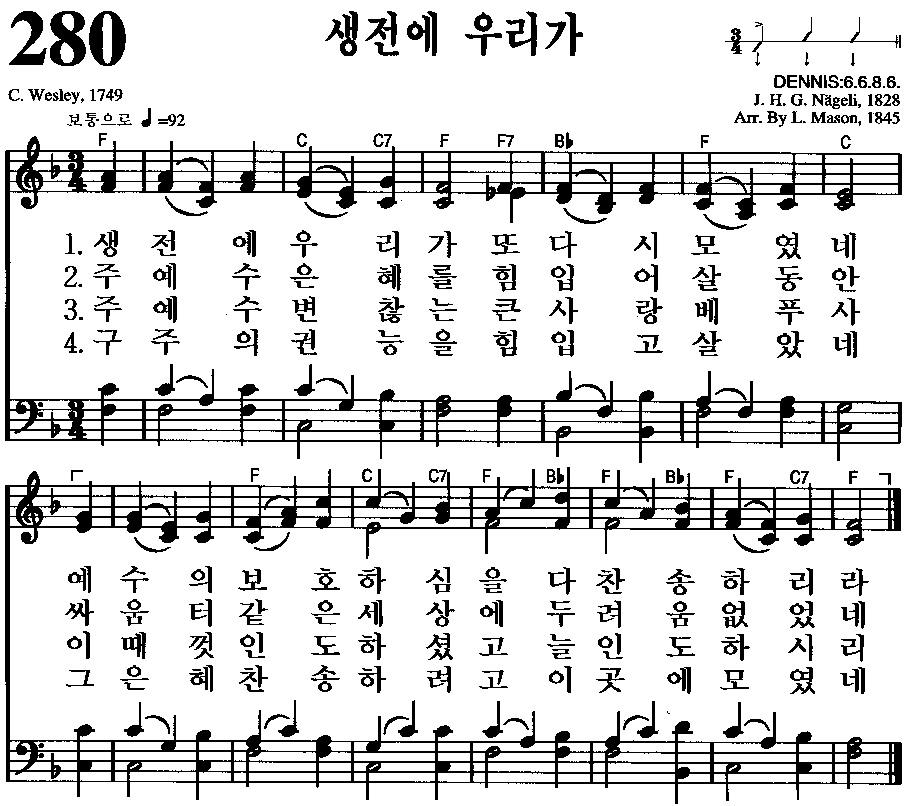 280
생전에 우리가
3/4
DENNIS:6.6.8.6.
C. Wesley, 1749
J. H. G. Nägeli, 1828
보통으로 ♩=92
Arr. By L. Mason, 1845
F C C7 F F7 B♭ F C
1. 생 전 에 우 리 가 또 다 시 모 였 네
2. 주 예 수 은 혜 를 힘 입 어 살 동 안
3. 주 예 수 변 찮 는 큰 사 랑 베 푸 사
4. 구 주 의 권 능 을 힘 입 고 살 았 네
F C C7 F B♭ F B♭ F C7 F
예 수 의 보 호 하 심 을 다 찬 송 하 리 라
싸 움 터 같 은 세 상 에 두 려 움 없 었 네
이 때 껏 인 도 하 셨 고 늘 인 도 하 시 리
그 은 혜 찬 송 하 려 고 이 곳 에 모 였 네